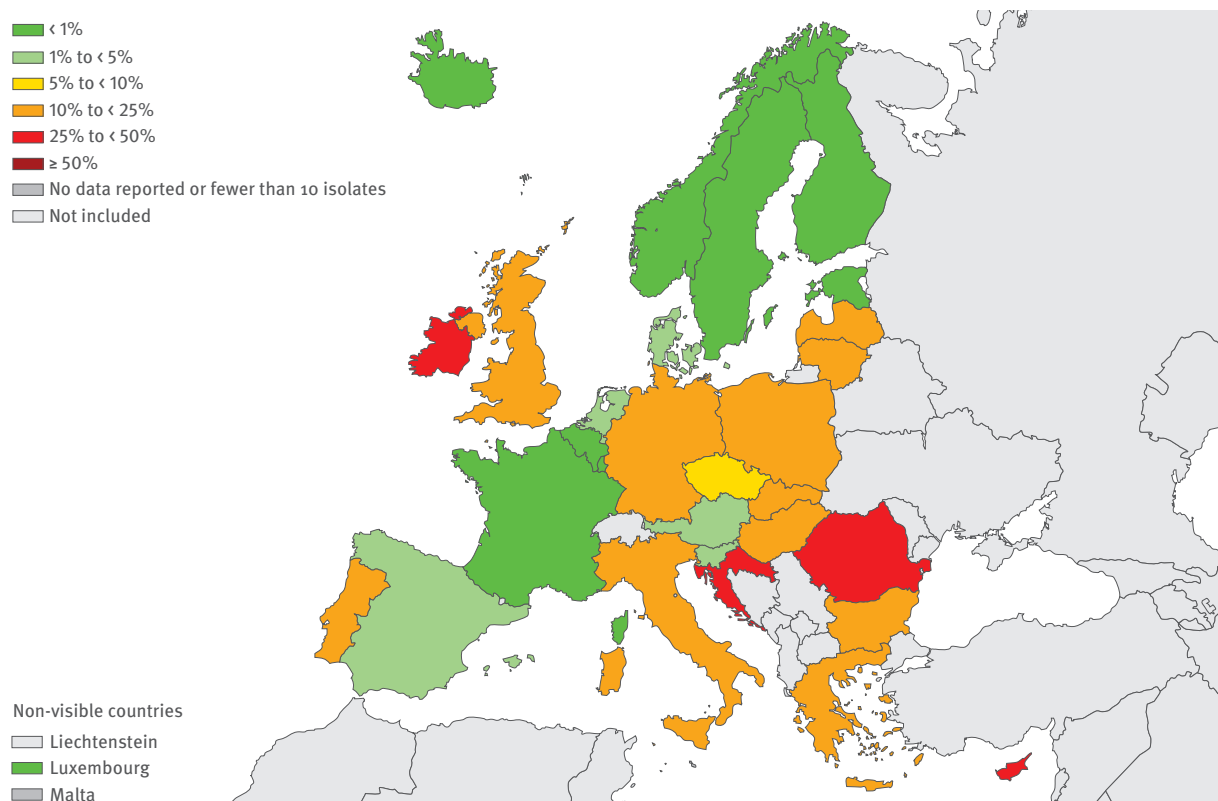 < 1%
1% to < 5%
5% to < 10%
10% to < 25%
25% to < 50%
≥ 50%
No data reported or fewer than 10 isolates
Not included
Non-visible countries
Liechtenstein
Luxembourg
Malta